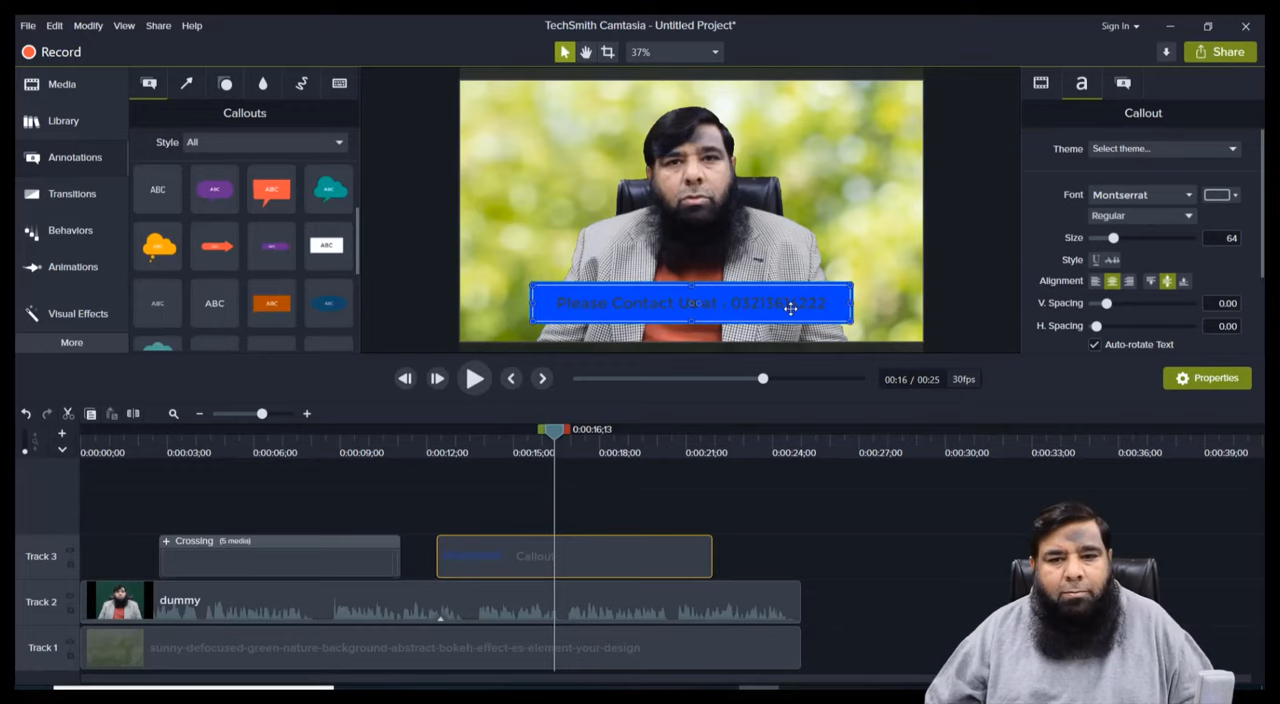 File Edit Modify View Share Help
TechSmith Camtasia - Untitled Project*
Sign In
Record
37%
Share
Media
Library
Annotations
Transitions
Behaviors
Animations
Visual Effects
More
Callouts
Style All
ABC ABC ABC ABC
ABC
ABC ABC ABC ABC
Please Contact Us at - 
Callout
Theme Select theme...
Font Montserrat
Regular
Size 64
Style U AB
Alignment
V. Spacing 0.00
H. Spacing 0.00
Auto-rotate Text
00:16 / 00:25 30fps
Properties
0:00:16;13
0:00:00;00 0:00:03;00 0:00:06;00 0:00:09;00 0:00:12;00 0:00:15;00 0:00:18;00 0:00:21;00 0:00:24;00 0:00:27;00 0:00:30;00 0:00:33;00 0:00:36;00 0:00:39;00
Track 3
+ Crossing (5 media)
Callout
Track 2
dummy
Track 1
sunny-defocused-green-nature-background-abstract-bokeh-effect-es-element-your-design